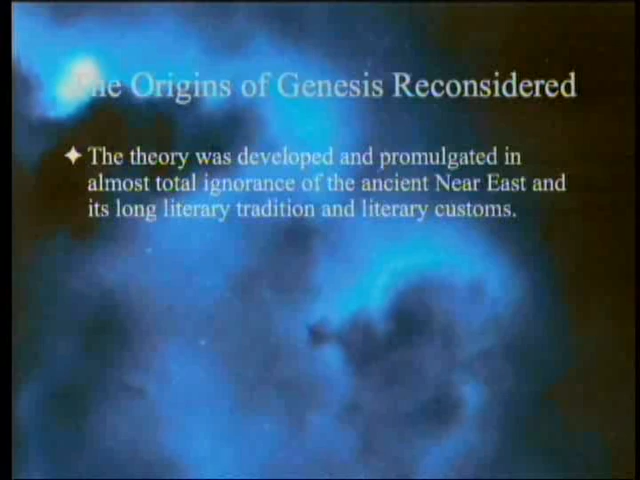 The Origins of Genesis Reconsidered
The theory was developed and promulgated in
almost total ignorance of the ancient Near East and
its long literary tradition and literary customs.